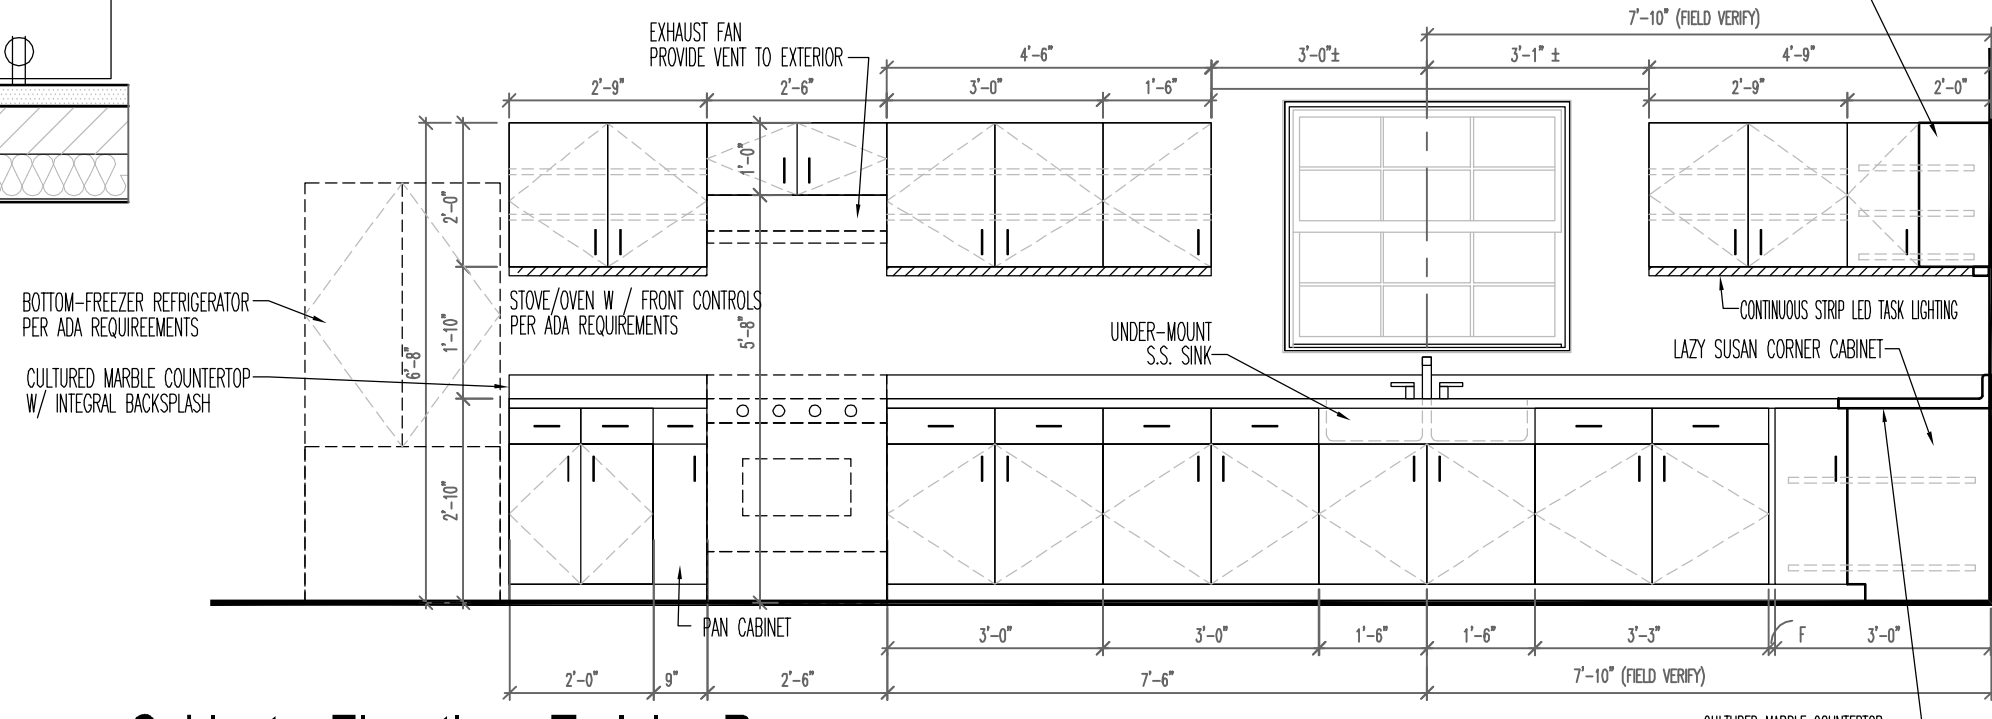 7'-10" (FIELD VERIFY)
EXHAUST FAN
PROVIDE VENT TO EXTERIOR
4'-6"
3'-0"±
3'-1" ±
4'-9"
2'-9"
2'-6"
3'-0"
1'-6"
2'-9"
2'-0"
1'-0"
2'-0"
BOTTOM-FREEZER REFRIGERATOR
PER ADA REQUIREEMENTS
STOVE/OVEN W / FRONT CONTROLS
PER ADA REQUIREMENTS
CONTINUOUS STRIP LED TASK LIGHTING
UNDER-MOUNT
S.S. SINK
LAZY SUSAN CORNER CABINET
1'-10"
5'-8"
6'-8"
CULTURED MARBLE COUNTERTOP
W/ INTEGRAL BACKSPLASH
2'-10"
PAN CABINET
3'-0"
3'-0"
1'-6"
1'-6"
3'-3"
F
3'-0"
2'-0"
9"
2'-6"
7'-6"
7'-10" (FIELD VERIFY)
CULTURED MARBLE COUNTERTOP